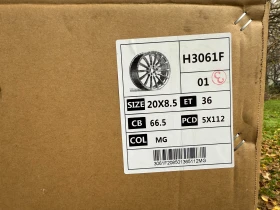 H3061F
01
SIZE 20X8.5 ET 36
CB 66.5 PCD 5X112
COL MG